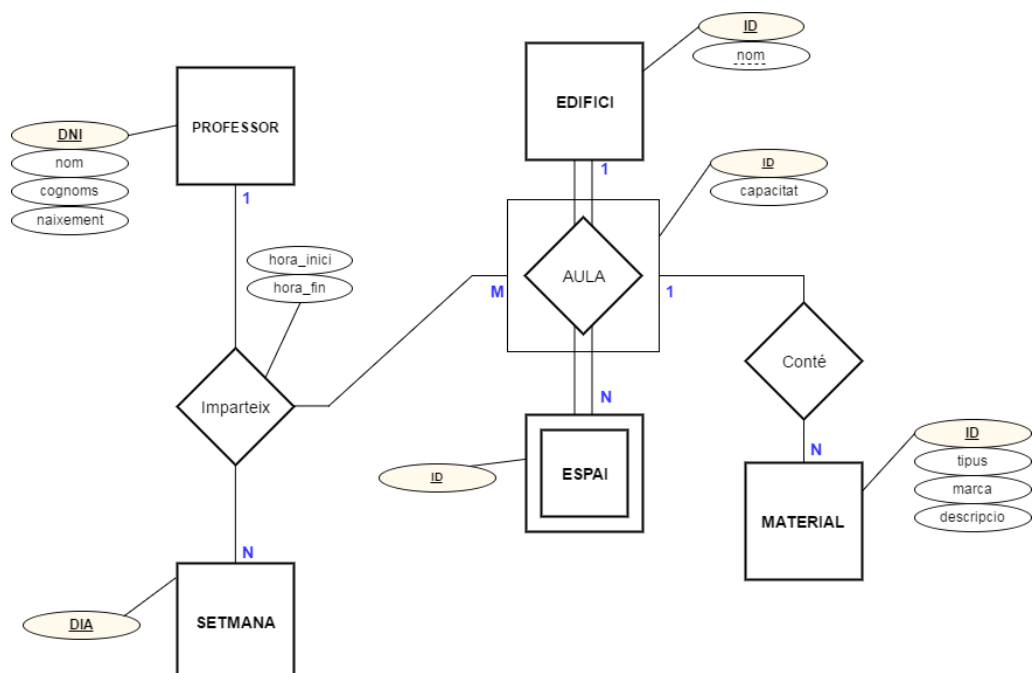 ID
nom
EDIFICI
1
PROFESSOR
DNI
nom
cognoms
naixement
1
ID
capacitat
hora_inici
hora_fin
AULA
M
1
Imparteix
Conté
N
ESPAI
ID
N
MATERIAL
ID
tipus
marca
descripcio
N
SETMANA
DIA